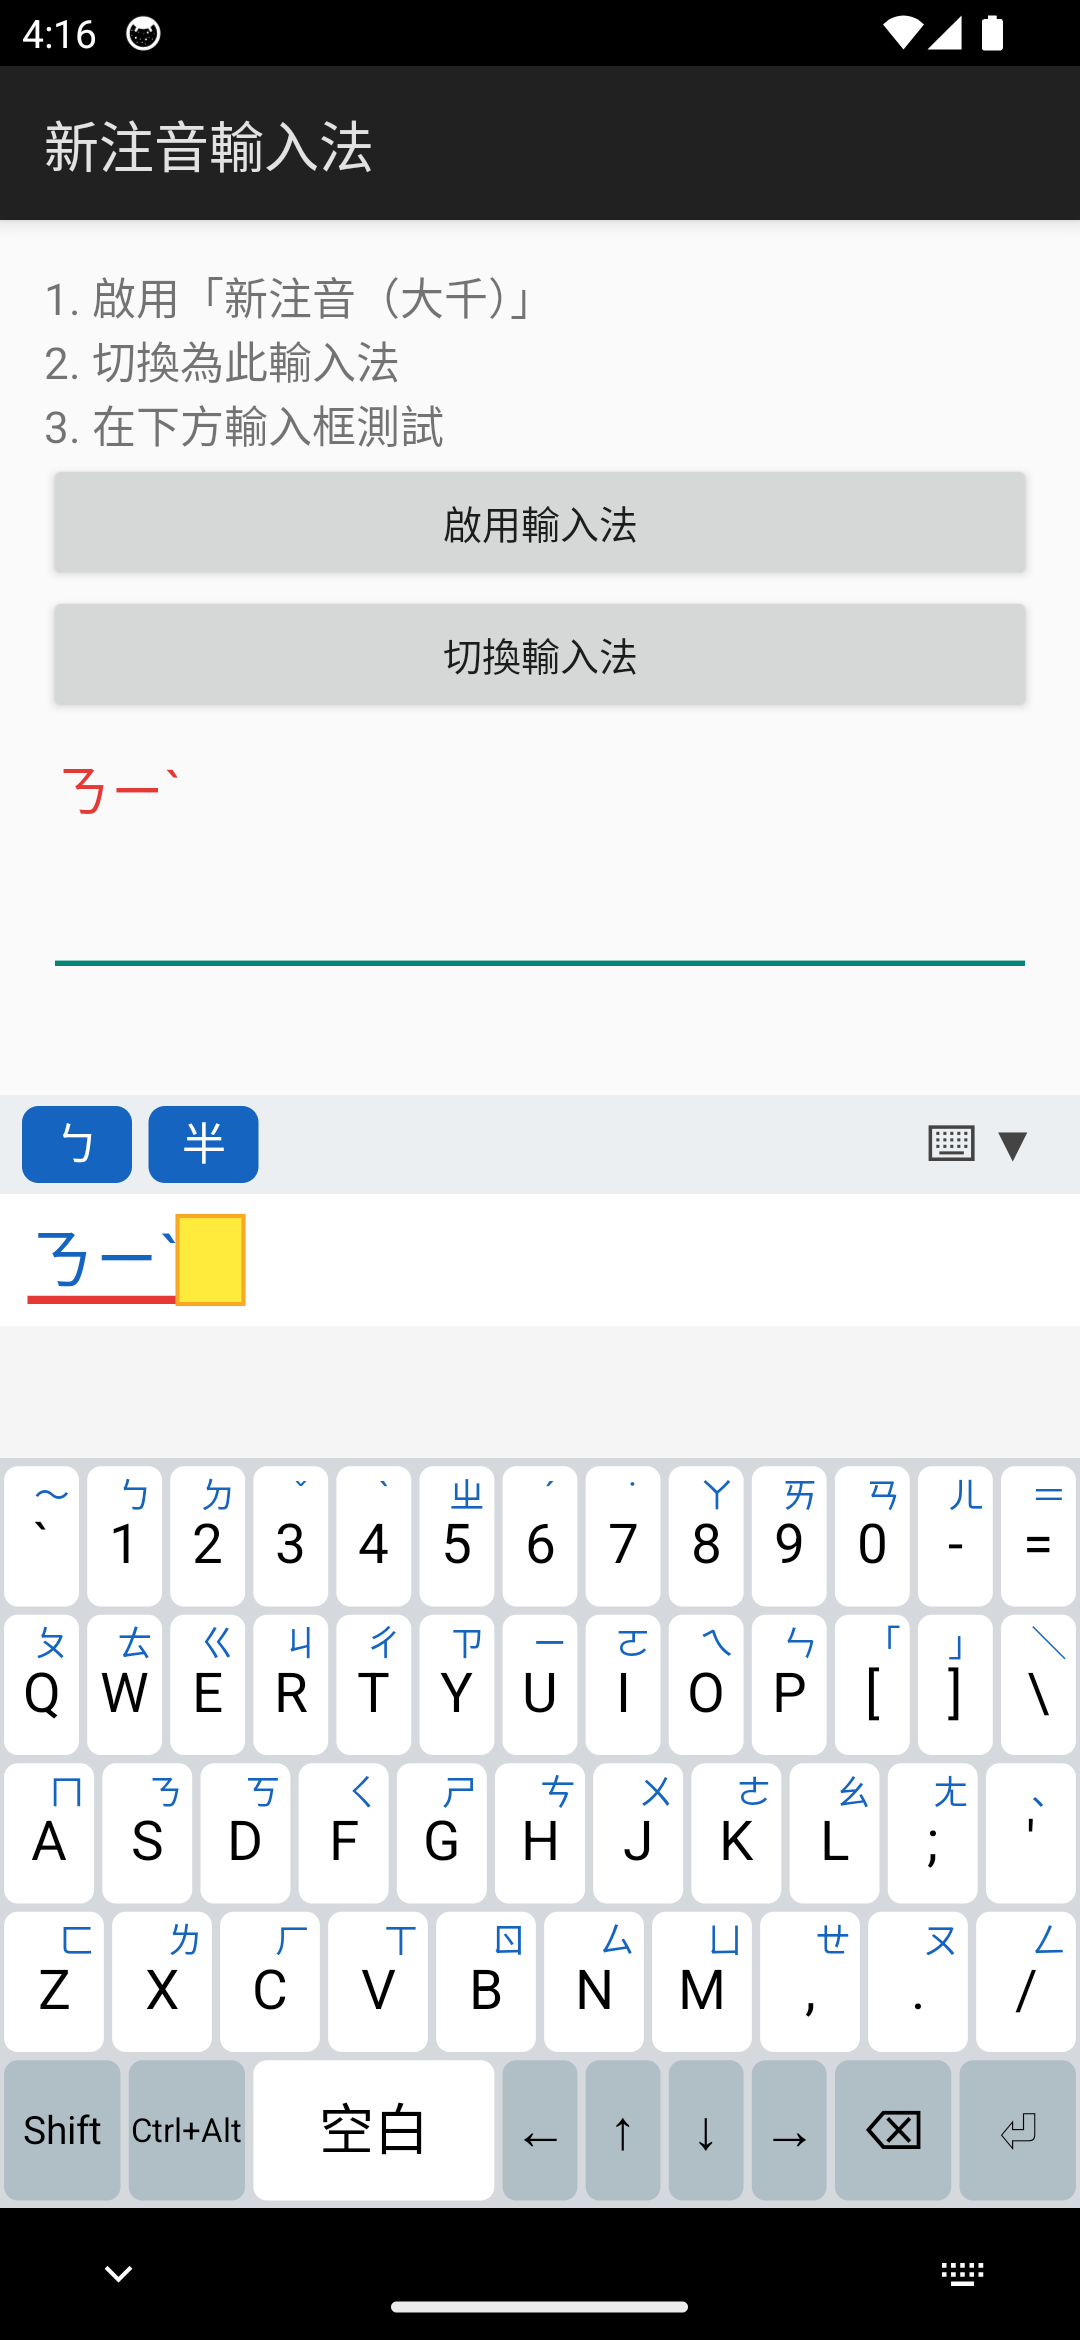 4:16
新注音輸入法
1. 啟用「新注音（大千）」
2. 切換為此輸入法
3. 在下方輸入框測試
啟用輸入法
切換輸入法
ㄋㄧˋ
ㄅ 半 ▼
ㄋㄧˋ
～ ㄅ ㄉ ˇ ˋ ㄓ ˊ ˙ ㄚ ㄞ ㄢ ㄦ ＝
` 1 2 3 4 5 6 7 8 9 0 - =
ㄆ ㄊ ㄍ ㄐ ㄔ ㄗ ㄧ ㄛ ㄟ ㄣ 「 」 ＼
Q W E R T Y U I O P [ ] \
ㄇ ㄋ ㄎ ㄑ ㄕ ㄘ ㄨ ㄜ ㄠ ㄤ 、
A S D F G H J K L ; '
ㄈ ㄌ ㄏ ㄒ ㄖ ㄙ ㄩ ㄝ ㄡ ㄥ
Z X C V B N M , . /
Shift Ctrl+Alt 空白 ← ↑ ↓ → ⌫ ⏎